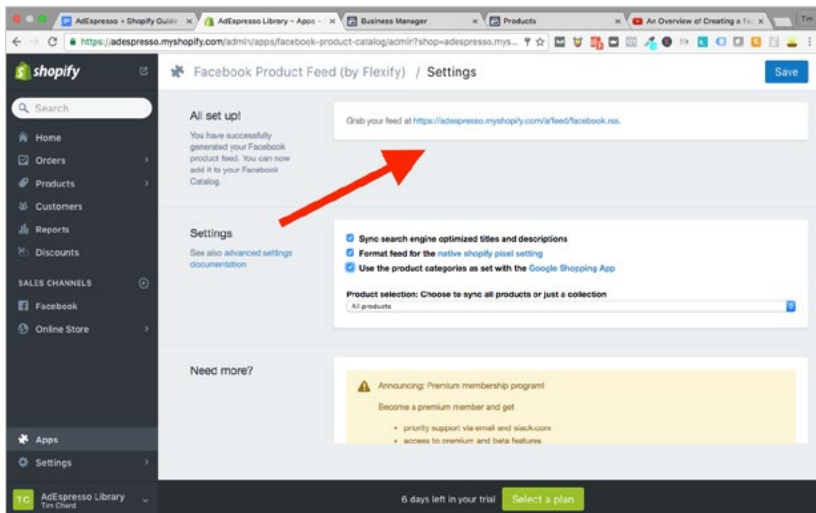 AdEspresso + Shopify Guide
AdEspresso Library ~ Apps ~
Business Manager
Products
An Overview of Creating a Fac
Tim
https://adespresso.myshopify.com/admin/apps/facebook-product-catalog/admin?shop=adespresso.mys...
shopify
Facebook Product Feed (by Flexify) / Settings
Save
Search
Home
Orders
Products
Customers
Reports
Discounts
SALES CHANNELS
Facebook
Online Store
Apps
Settings
TC
AdEspresso Library
Tim Chard
All set up!
You have successfully
generated your Facebook
product feed. You can now
add it to your Facebook
Catalog.
Grab your feed at https://adespresso.myshopify.com/a/feed/facebook.rss.
Settings
See also advanced settings
documentation
Sync search engine optimized titles and descriptions
Format feed for the native shopify pixel setting
Use the product categories as set with the Google Shopping App
Product selection: Choose to sync all products or just a collection
All products
Need more?
Announcing: Premium membership program!
Become a premium member and get
• priority support via email and slack.com
• access to premium and beta features
6 days left in your trial
Select a plan